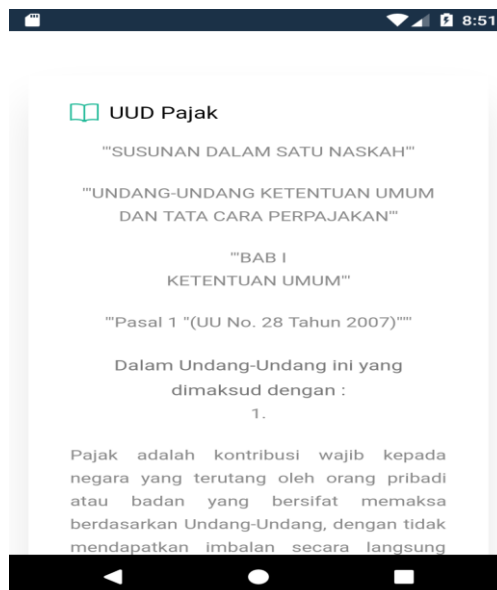 8:51
UUD Pajak
"'SUSUNAN DALAM SATU NASKAH'"
"'UNDANG-UNDANG KETENTUAN UMUM
DAN TATA CARA PERPAJAKAN'"
"'BAB I
KETENTUAN UMUM'"
"'Pasal 1 "(UU No. 28 Tahun 2007)"'"
Dalam Undang-Undang ini yang
dimaksud dengan :
1.
Pajak adalah kontribusi wajib kepada
negara yang terutang oleh orang pribadi
atau badan yang bersifat memaksa
berdasarkan Undang-Undang, dengan tidak
mendapatkan imbalan secara langsung